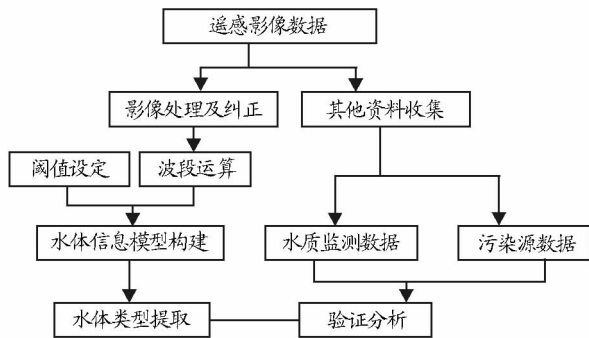 遥感影像数据
影像处理及纠正
其他资料收集
阈值设定
波段运算
水体信息模型构建
水质监测数据
污染源数据
水体类型提取
验证分析